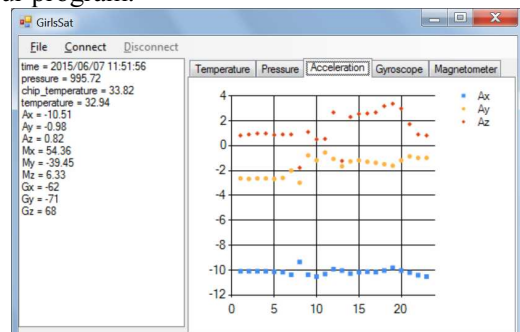 ur program.
GirlsSat
File Connect Disconnect
time = 2015/06/07 11:51:56
pressure = 995.72
chip_temperature = 33.82
temperature = 32.94
Ax = -10.51
Ay = -0.98
Az = 0.82
Mx = 54.36
My = -39.45
Mz = 6.33
Gx = -62
Gy = -71
Gz = 68
Temperature Pressure Acceleration Gyroscope Magnetometer
4
2
0
-2
-4
-6
-8
-10
-12
0 5 10 15 20
Ax
Ay
Az